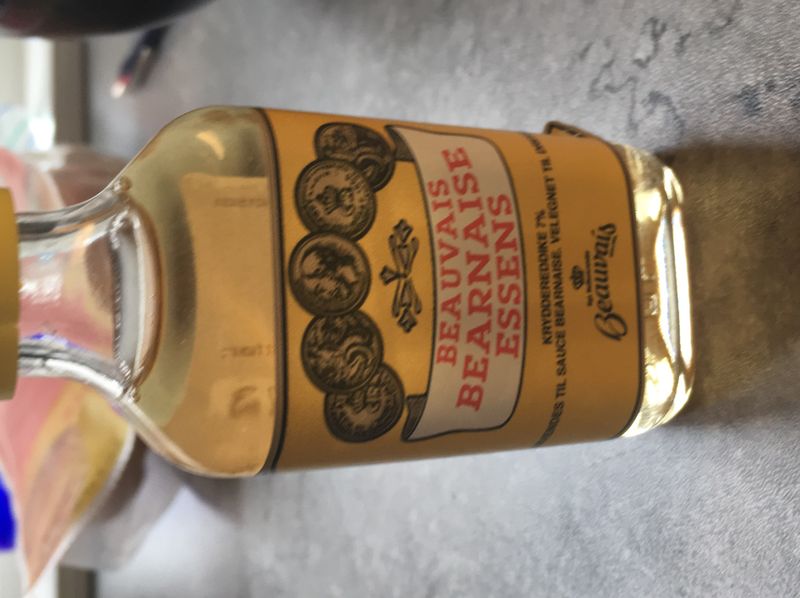 BEAUVAIS
BEARNAISE
ESSENS
KRYDDEREDDIKE 7%
TIL SAUCE BEARNAISE. VELEGNET TIL
Beauvais